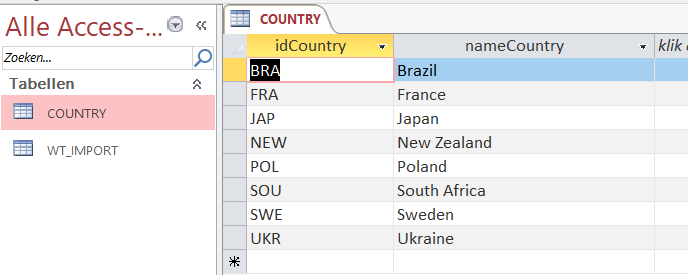 Alle Access-...
Zoeken...
Tabellen
COUNTRY
WT_IMPORT
COUNTRY
idCountry nameCountry klik
BRA Brazil
FRA France
JAP Japan
NEW New Zealand
POL Poland
SOU South Africa
SWE Sweden
UKR Ukraine